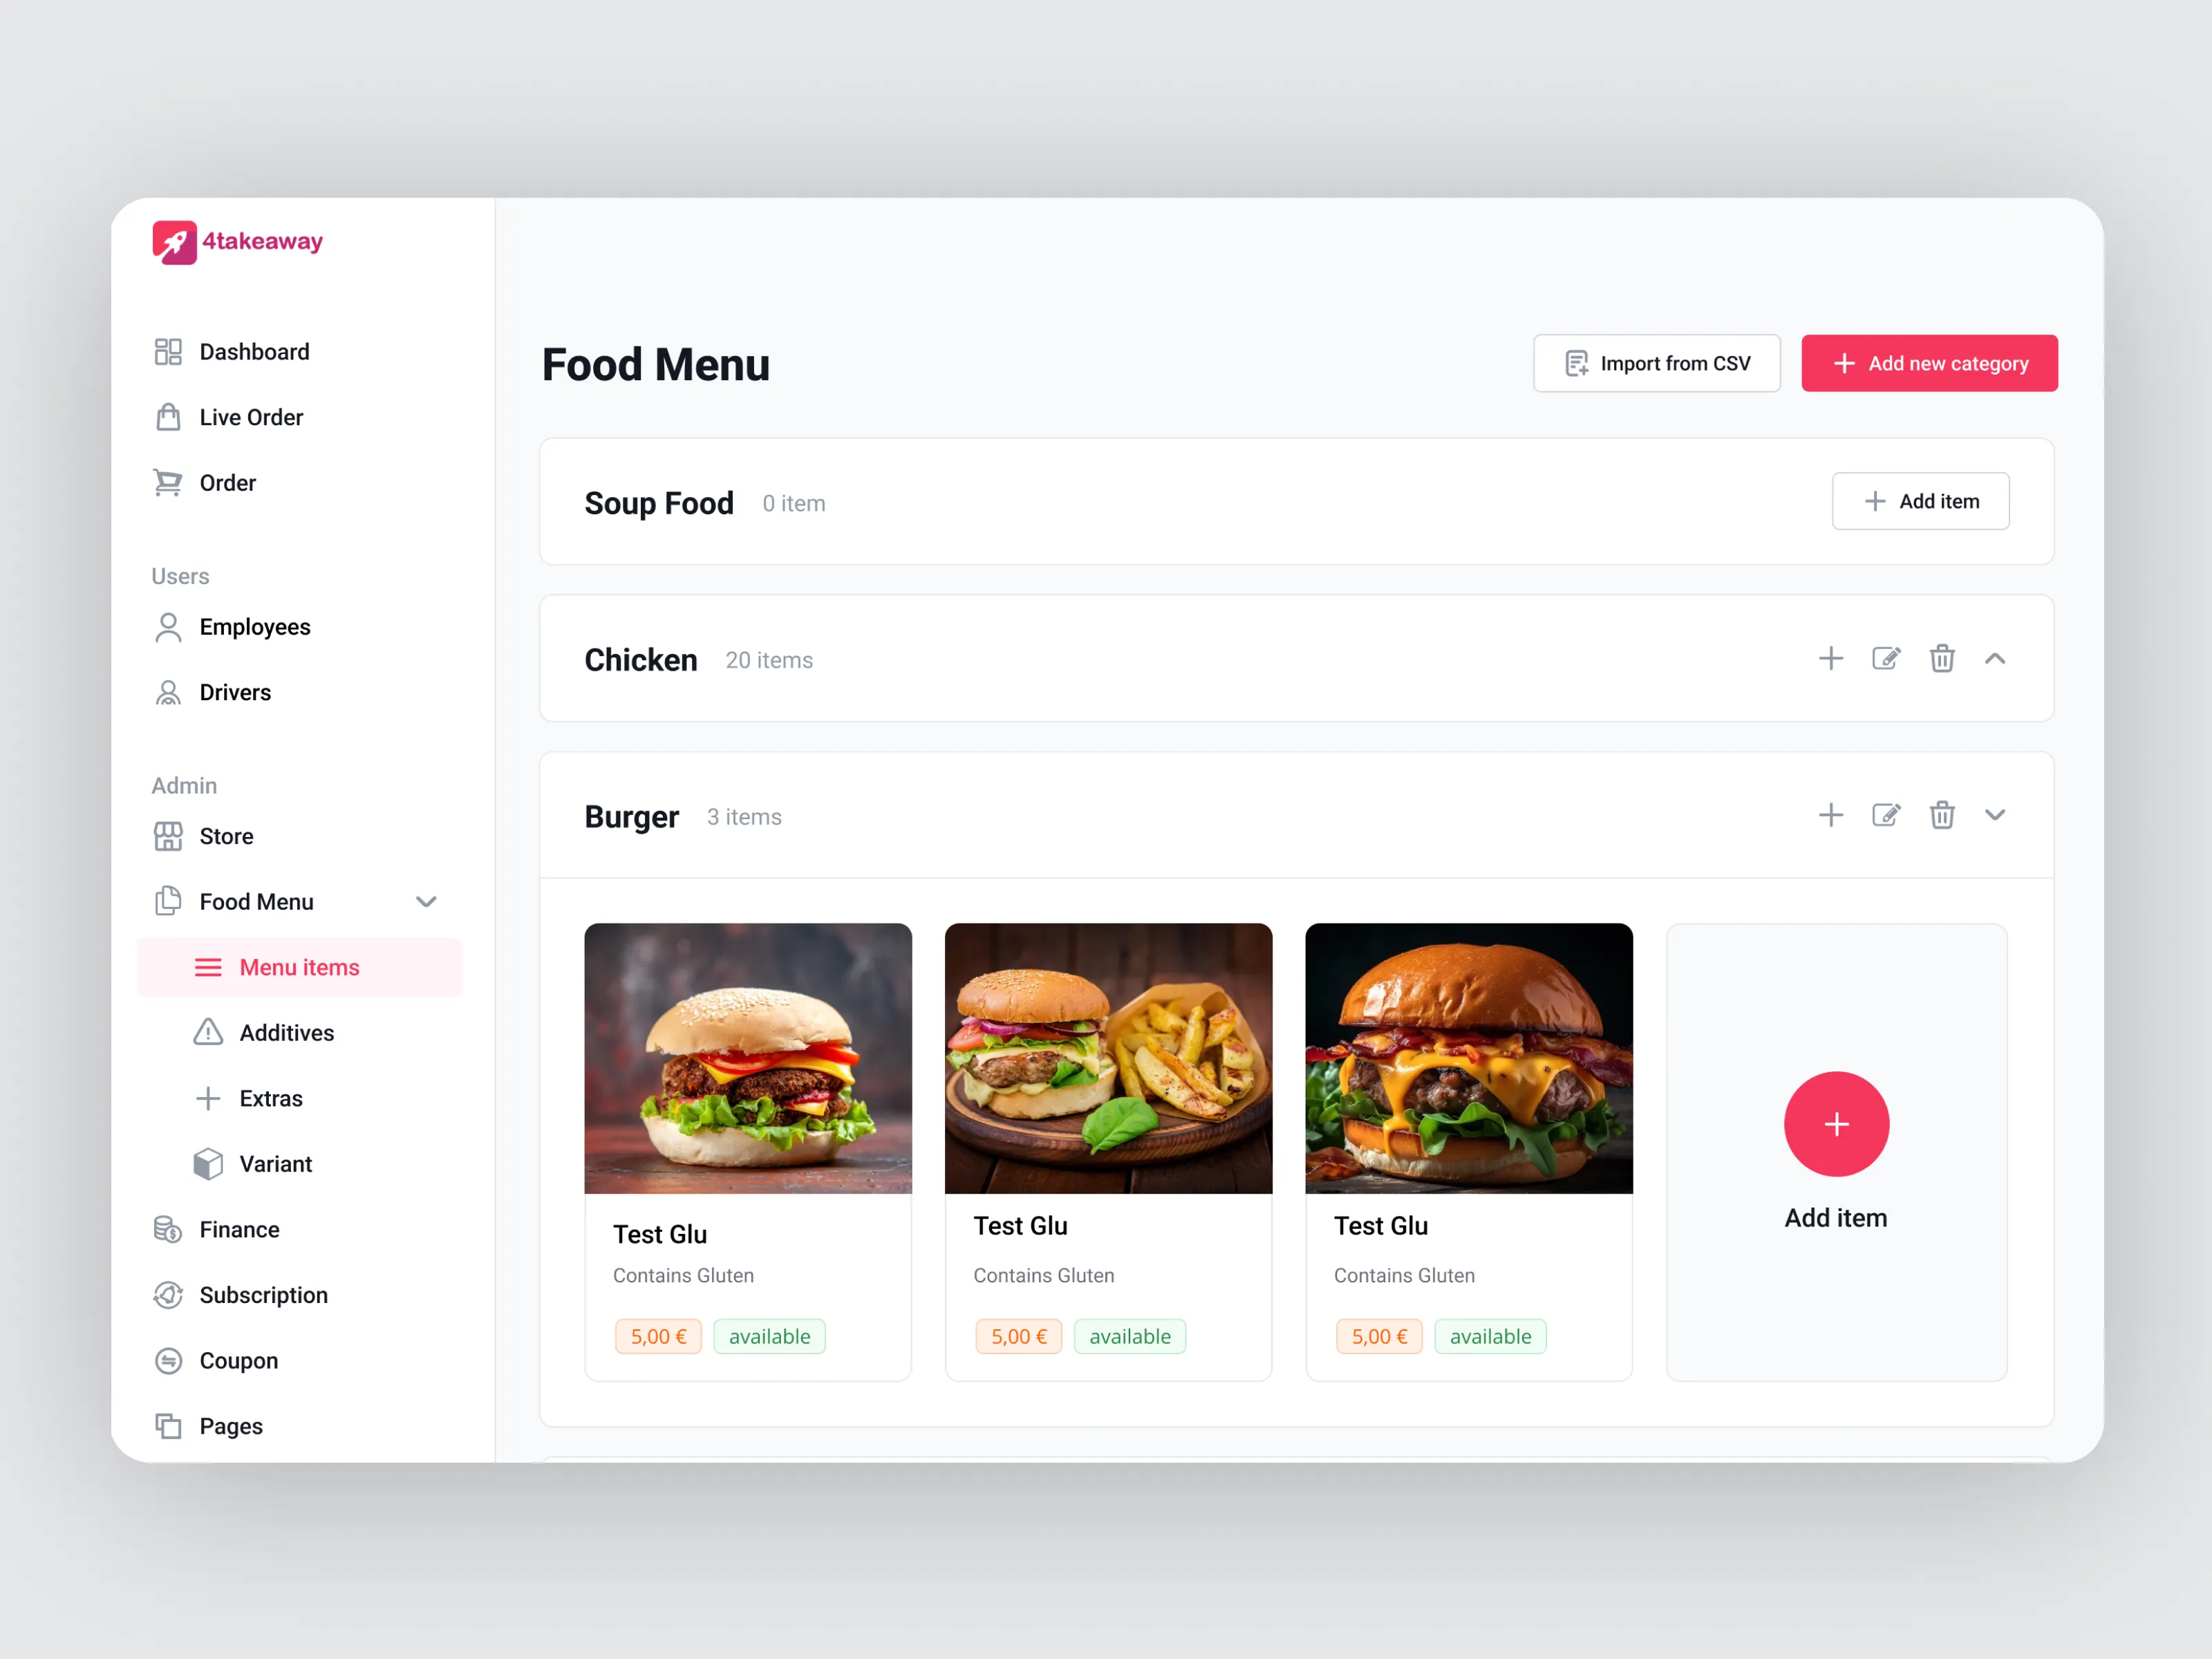 4takeaway
Dashboard
Live Order
Order
Users
Employees
Drivers
Admin
Store
Food Menu
Menu items
Additives
Extras
Variant
Finance
Subscription
Coupon
Pages
Food Menu
Import from CSV
Add new category
Soup Food 0 item
Add item
Chicken 20 items
Burger 3 items
Test Glu
Contains Gluten
5,00 € available
Test Glu
Contains Gluten
5,00 € available
Test Glu
Contains Gluten
5,00 € available
Add item